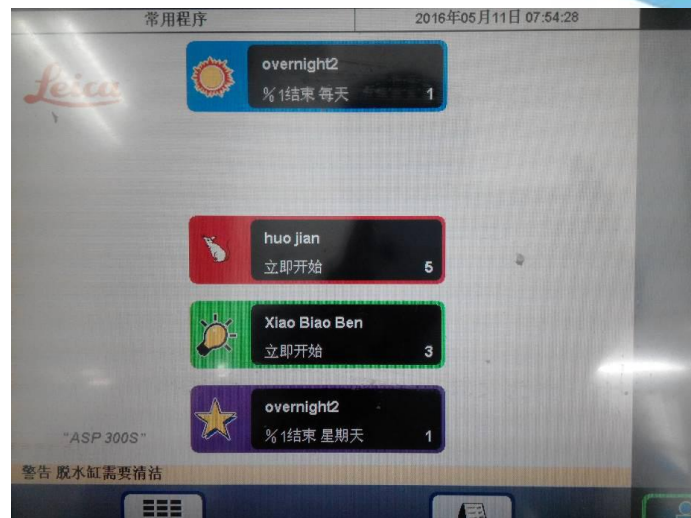 常用程序
2016年05月11日 07:54:28
Leica
overnight2
%1结束 每天 1
huo jian
立即开始 5
Xiao Biao Ben
立即开始 3
overnight2
%1结束 星期天 1
"ASP 300S"
警告 脱水缸需要清洁